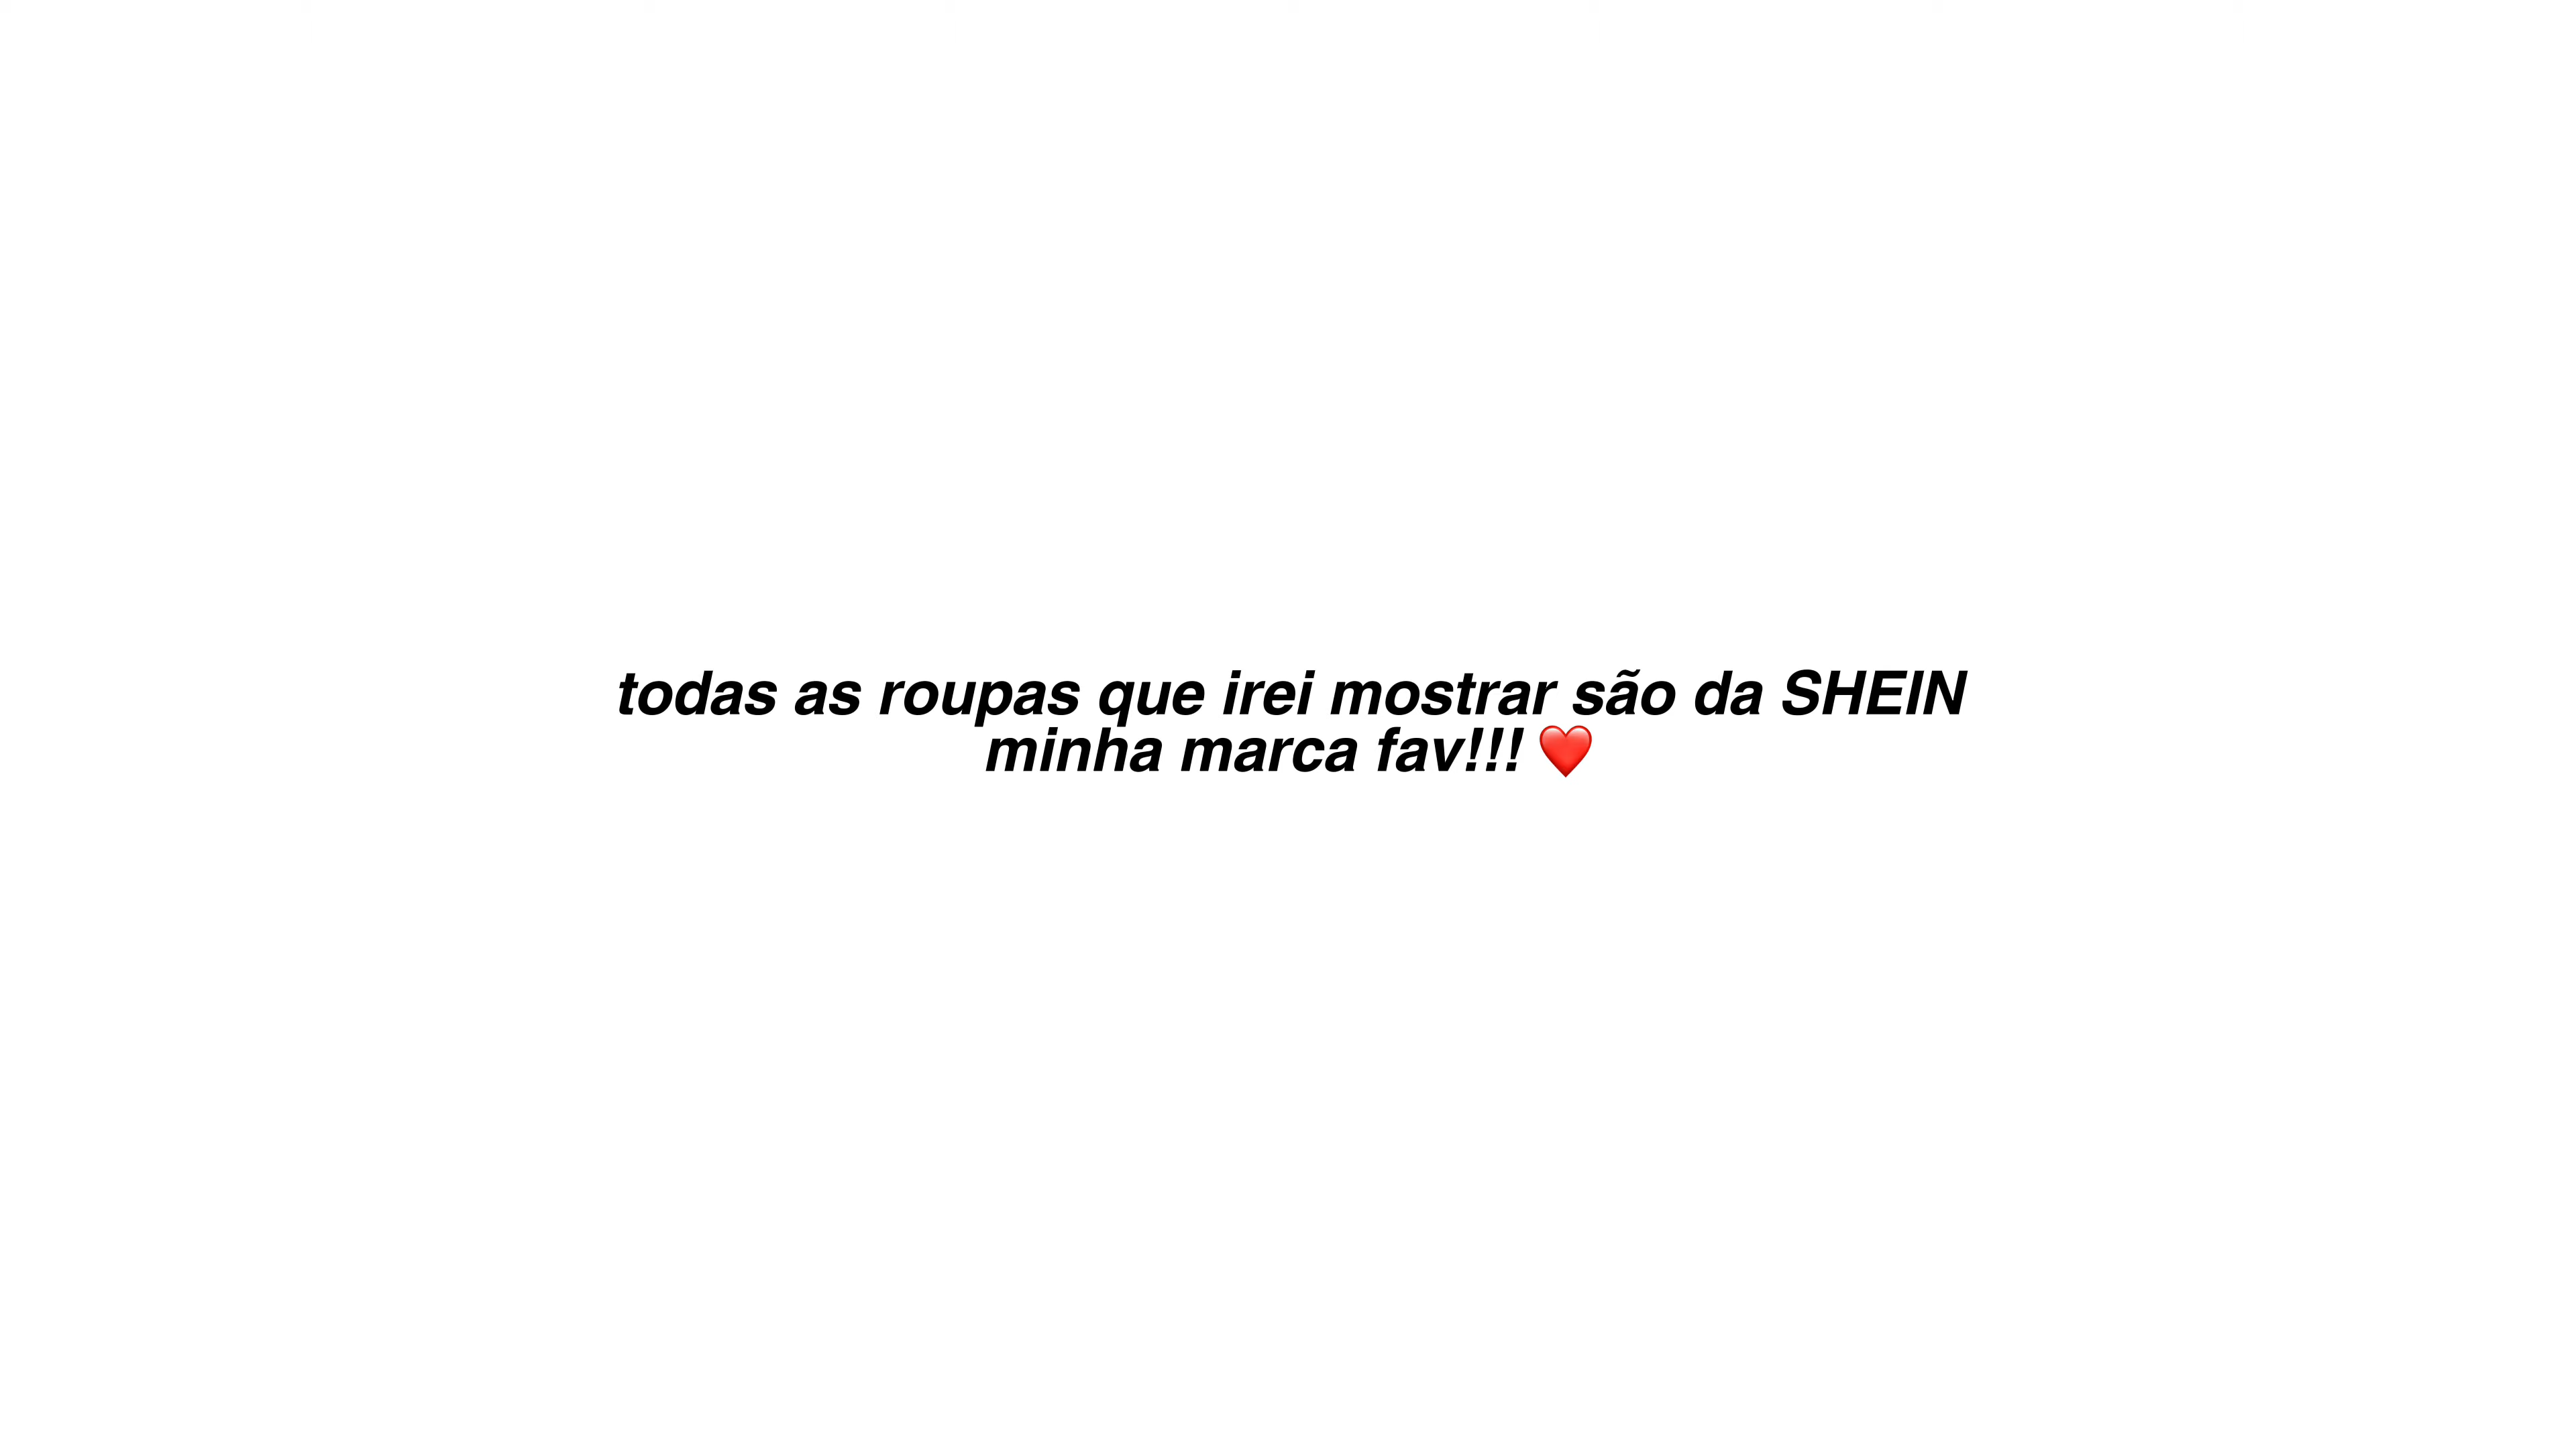 todas as roupas que irei mostrar são da SHEIN
minha marca fav!!! ❤️